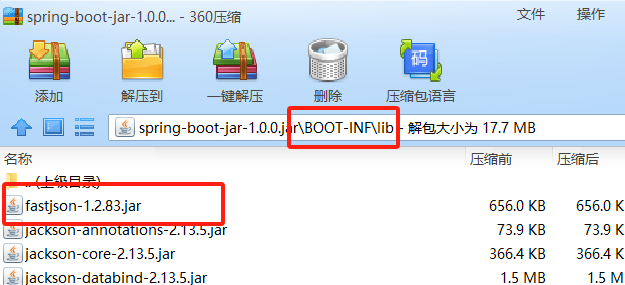 spring-boot-jar-1.0.0... - 360压缩
文件 操作
添加 解压到 一键解压 删除 压缩包语言
码
spring-boot-jar-1.0.0.jar\BOOT-INF\lib - 解包大小为 17.7 MB
名称 压缩前 压缩后
.. (上级目录)
fastjson-1.2.83.jar 656.0 KB 656.0 KB
jackson-annotations-2.13.5.jar 73.9 KB 73.9 KB
jackson-core-2.13.5.jar 366.4 KB 366.4 KB
jackson-databind-2.13.5.jar 1.5 MB 1.5 MB